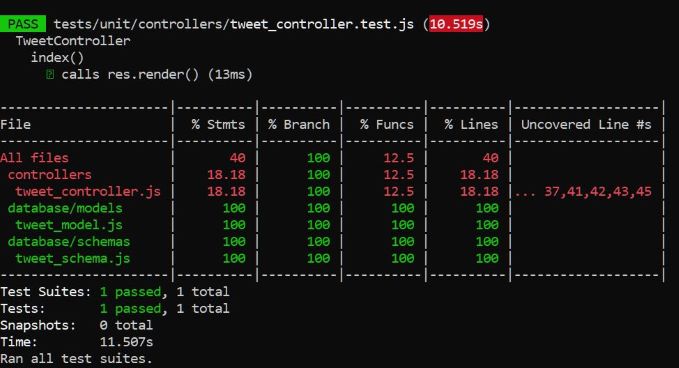 PASS tests/unit/controllers/tweet_controller.test.js (10.519s)
TweetController
index()
calls res.render() (13ms)
---------------------|----------|----------|----------|----------|-------------------|
File | % Stmts | % Branch | % Funcs | % Lines | Uncovered Line #s |
---------------------|----------|----------|----------|----------|-------------------|
All files | 40 | 100 | 12.5 | 40 | |
controllers | 18.18 | 100 | 12.5 | 18.18 | |
tweet_controller.js | 18.18 | 100 | 12.5 | 18.18 |... 37,41,42,43,45 |
database/models | 100 | 100 | 100 | 100 | |
tweet_model.js | 100 | 100 | 100 | 100 | |
database/schemas | 100 | 100 | 100 | 100 | |
tweet_schema.js | 100 | 100 | 100 | 100 | |
---------------------|----------|----------|----------|----------|-------------------|
Test Suites: 1 passed, 1 total
Tests: 1 passed, 1 total
Snapshots: 0 total
Time: 11.507s
Ran all test suites.